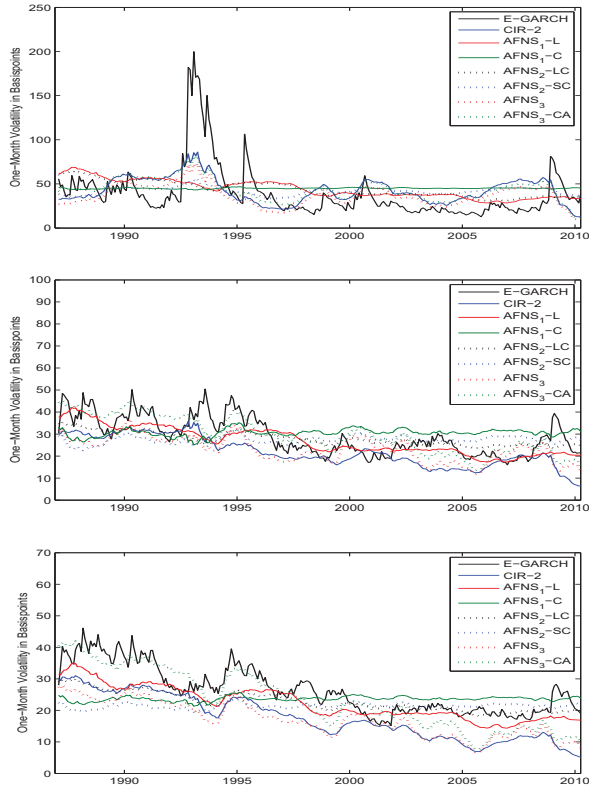 250
200
150
100
50
0
One−Month Volatility in Basispoints
1990
1995
2000
2005
2010
E−GARCH
CIR−2
AFNS1−L
AFNS1−C
AFNS2−LC
AFNS2−SC
AFNS3
AFNS3−CA
100
90
80
70
60
50
40
30
20
10
0
One−Month Volatility in Basispoints
1990
1995
2000
2005
2010
E−GARCH
CIR−2
AFNS1−L
AFNS1−C
AFNS2−LC
AFNS2−SC
AFNS3
AFNS3−CA
70
60
50
40
30
20
10
0
One−Month Volatility in Basispoints
1990
1995
2000
2005
2010
E−GARCH
CIR−2
AFNS1−L
AFNS1−C
AFNS2−LC
AFNS2−SC
AFNS3
AFNS3−CA